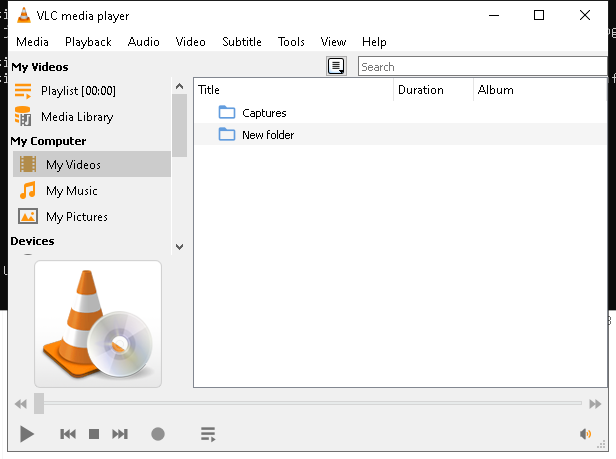 VLC media player
Media Playback Audio Video Subtitle Tools View Help
My Videos
Search
Playlist [00:00]
Media Library
My Computer
My Videos
My Music
My Pictures
Devices
Title Duration Album
Captures
New folder